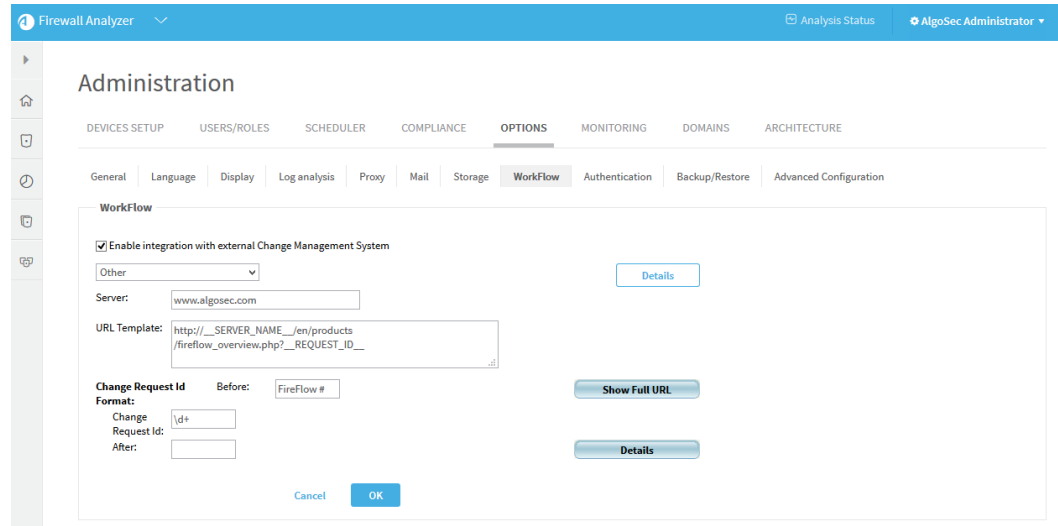 Firewall Analyzer
Analysis Status
AlgoSec Administrator
Administration
DEVICES SETUP USERS/ROLES SCHEDULER COMPLIANCE OPTIONS MONITORING DOMAINS ARCHITECTURE
General Language Display Log analysis Proxy Mail Storage WorkFlow Authentication Backup/Restore Advanced Configuration
WorkFlow
Enable integration with external Change Management System
Other Details
Server: www.algosec.com
URL Template: http://__SERVER_NAME__/en/products
/fireflow_overview.php?__REQUEST_ID__
Change Request Id Before: FireFlow # Show Full URL
Format:
Change \d+
Request Id:
After: Details
Cancel OK